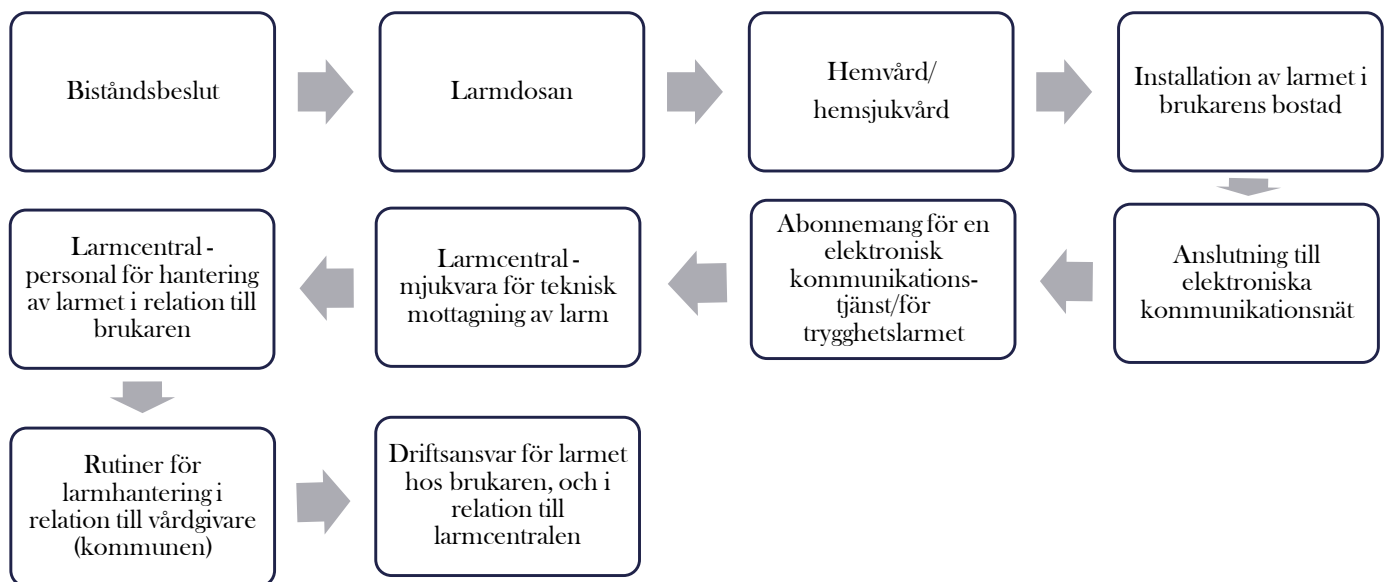 Biståndsbeslut
Larmdosan
Hemvård/
hemsjukvård
Installation av larmet i
brukarens bostad
Anslutning till
elektroniska
kommunikationsnät
Abonnemang för en
elektronisk
kommunikations-
tjänst/för
trygghetslarmet
Larmcentral -
mjukvara för teknisk
mottagning av larm
Larmcentral -
personal för hantering
av larmet i relation till
brukaren
Rutiner för
larmhantering i
relation till vårdgivare
(kommunen)
Driftsansvar för larmet
hos brukaren, och i
relation till
larmcentralen